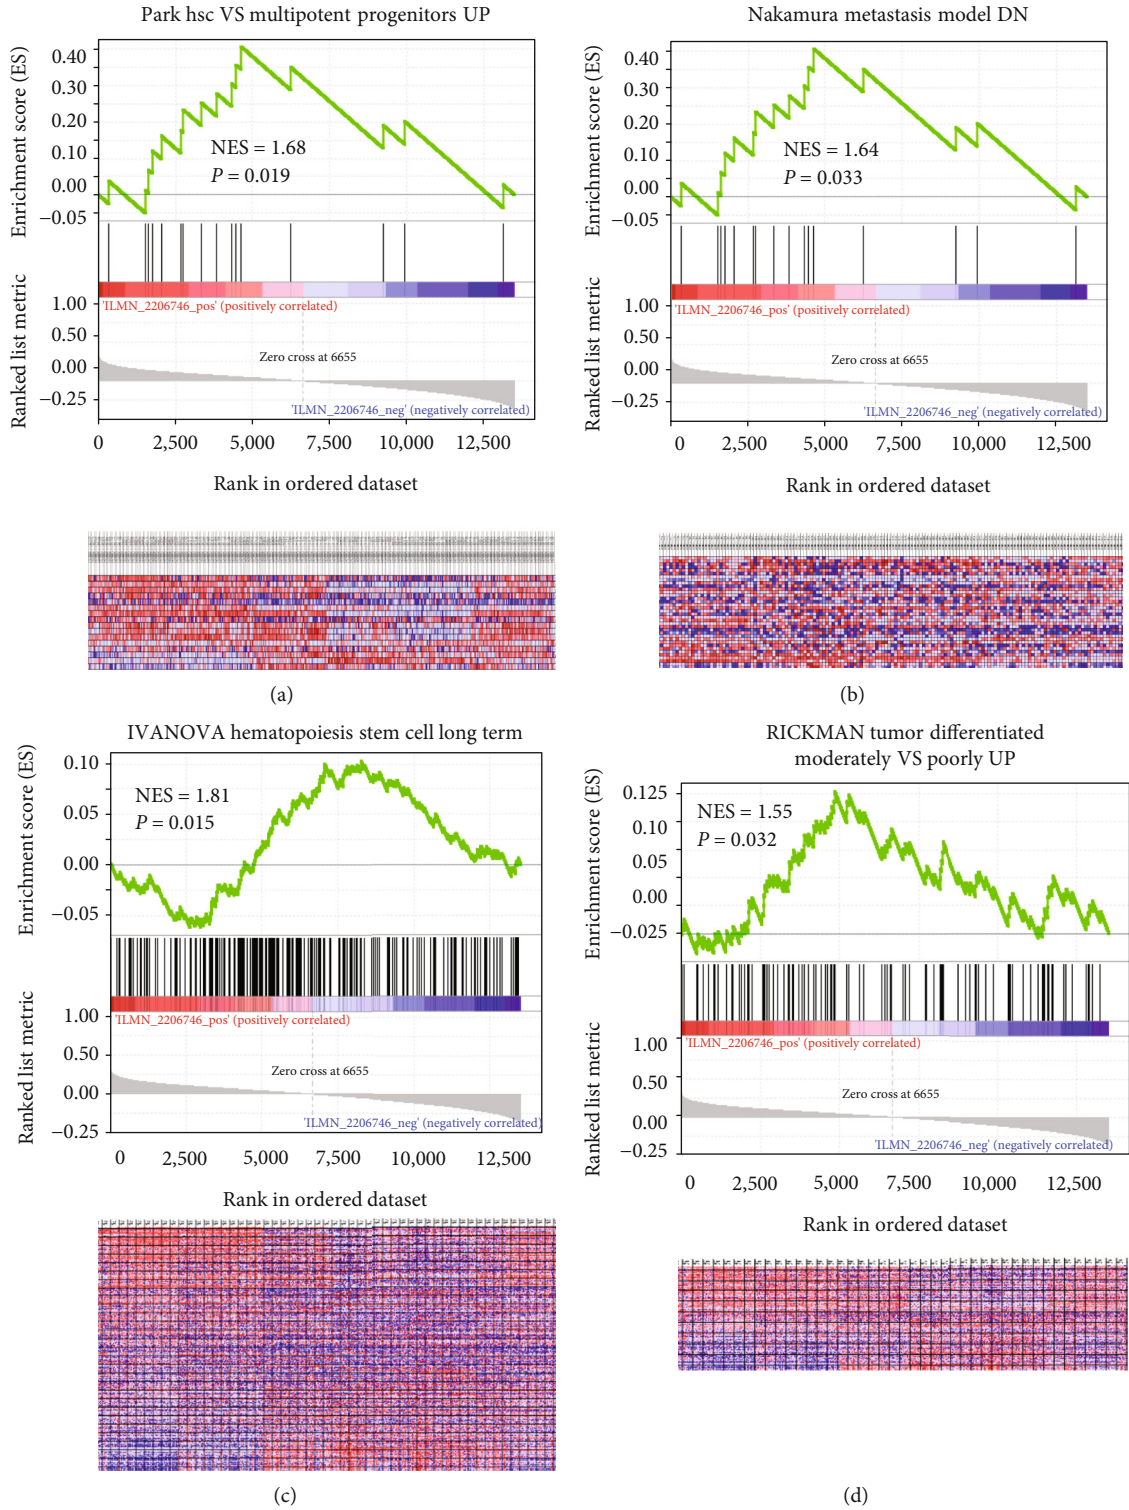 Park hsc VS multipotent progenitors UP
Enrichment score (ES)
0.40
0.30
0.20
0.10
0.00
−0.05
NES = 1.68
P = 0.019
Ranked list metric
1.00
0.50
0.00
−0.25
'ILMN_2206746_pos' (positively correlated)
Zero cross at 6655
'ILMN_2206746_neg' (negatively correlated)
0 2,500 5,000 7,500 10,000 12,500
Rank in ordered dataset
(a)
Nakamura metastasis model DN
Enrichment score (ES)
0.40
0.30
0.20
0.10
0.00
−0.05
NES = 1.64
P = 0.033
Ranked list metric
1.00
0.50
0.00
−0.25
'ILMN_2206746_pos' (positively correlated)
Zero cross at 6655
'ILMN_2206746_neg' (negatively correlated)
0 2,500 5,000 7,500 10,000 12,500
Rank in ordered dataset
(b)
IVANOVA hematopoiesis stem cell long term
Enrichment score (ES)
0.10
0.05
0.00
−0.05
NES = 1.81
P = 0.015
Ranked list metric
1.00
0.50
0.00
−0.25
'ILMN_2206746_pos' (positively correlated)
Zero cross at 6655
'ILMN_2206746_neg' (negatively correlated)
0 2,500 5,000 7,500 10,000 12,500
Rank in ordered dataset
(c)
RICKMAN tumor differentiated
moderately VS poorly UP
Enrichment score (ES)
0.125
0.10
0.05
0.00
−0.025
NES = 1.55
P = 0.032
Ranked list metric
1.00
0.50
0.00
−0.25
'ILMN_2206746_pos' (positively correlated)
Zero cross at 6655
'ILMN_2206746_neg' (negatively correlated)
0 2,500 5,000 7,500 10,000 12,500
Rank in ordered dataset
(d)